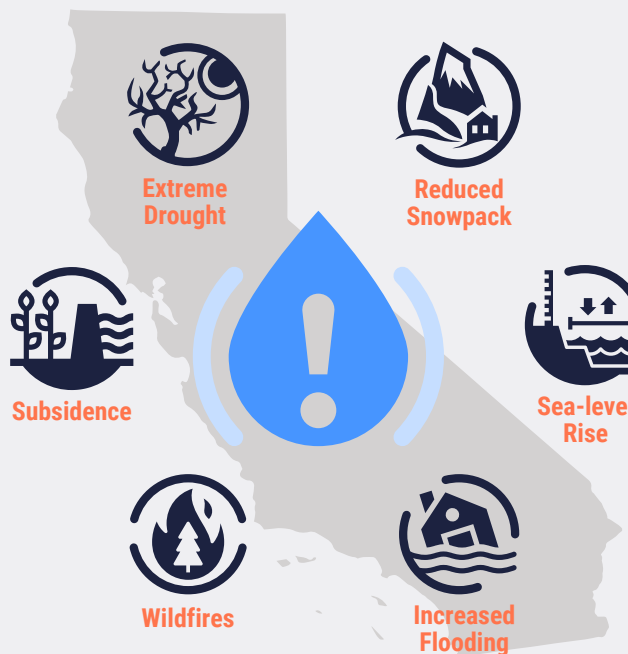 Extreme
Drought
Reduced
Snowpack
!
Subsidence
Sea-leve
Rise
Wildfires
Increased
Flooding